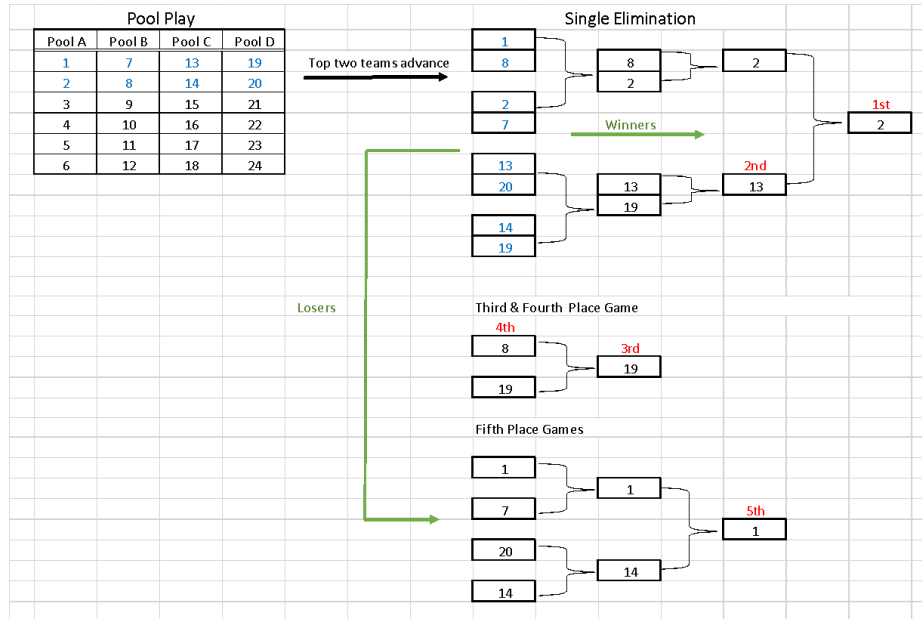 Pool Play
Single Elimination
Pool A Pool B Pool C Pool D
1 7 13 19
2 8 14 20
3 9 15 21
4 10 16 22
5 11 17 23
6 12 18 24
Top two teams advance
1
8
2
7
8
2
2
1st
2
Winners
13
20
14
19
13
19
2nd
13
Losers
Third & Fourth Place Game
4th
8
19
3rd
19
Fifth Place Games
1
7
1
20
14
14
5th
1